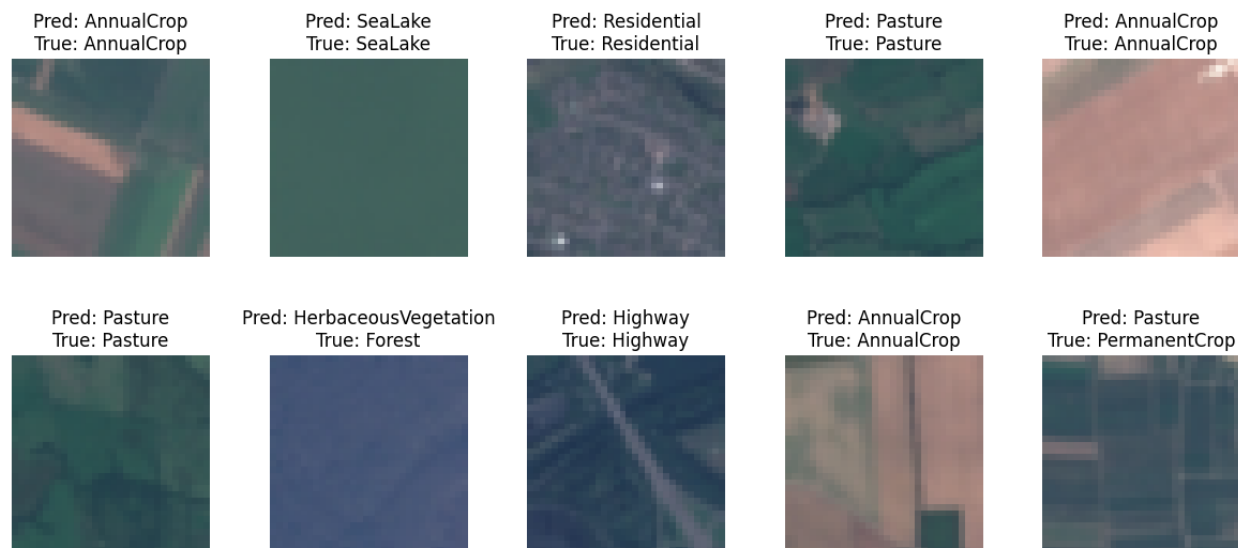 Pred: AnnualCrop
True: AnnualCrop
Pred: SeaLake
True: SeaLake
Pred: Residential
True: Residential
Pred: Pasture
True: Pasture
Pred: AnnualCrop
True: AnnualCrop
Pred: Pasture
True: Pasture
Pred: HerbaceousVegetation
True: Forest
Pred: Highway
True: Highway
Pred: AnnualCrop
True: AnnualCrop
Pred: Pasture
True: PermanentCrop